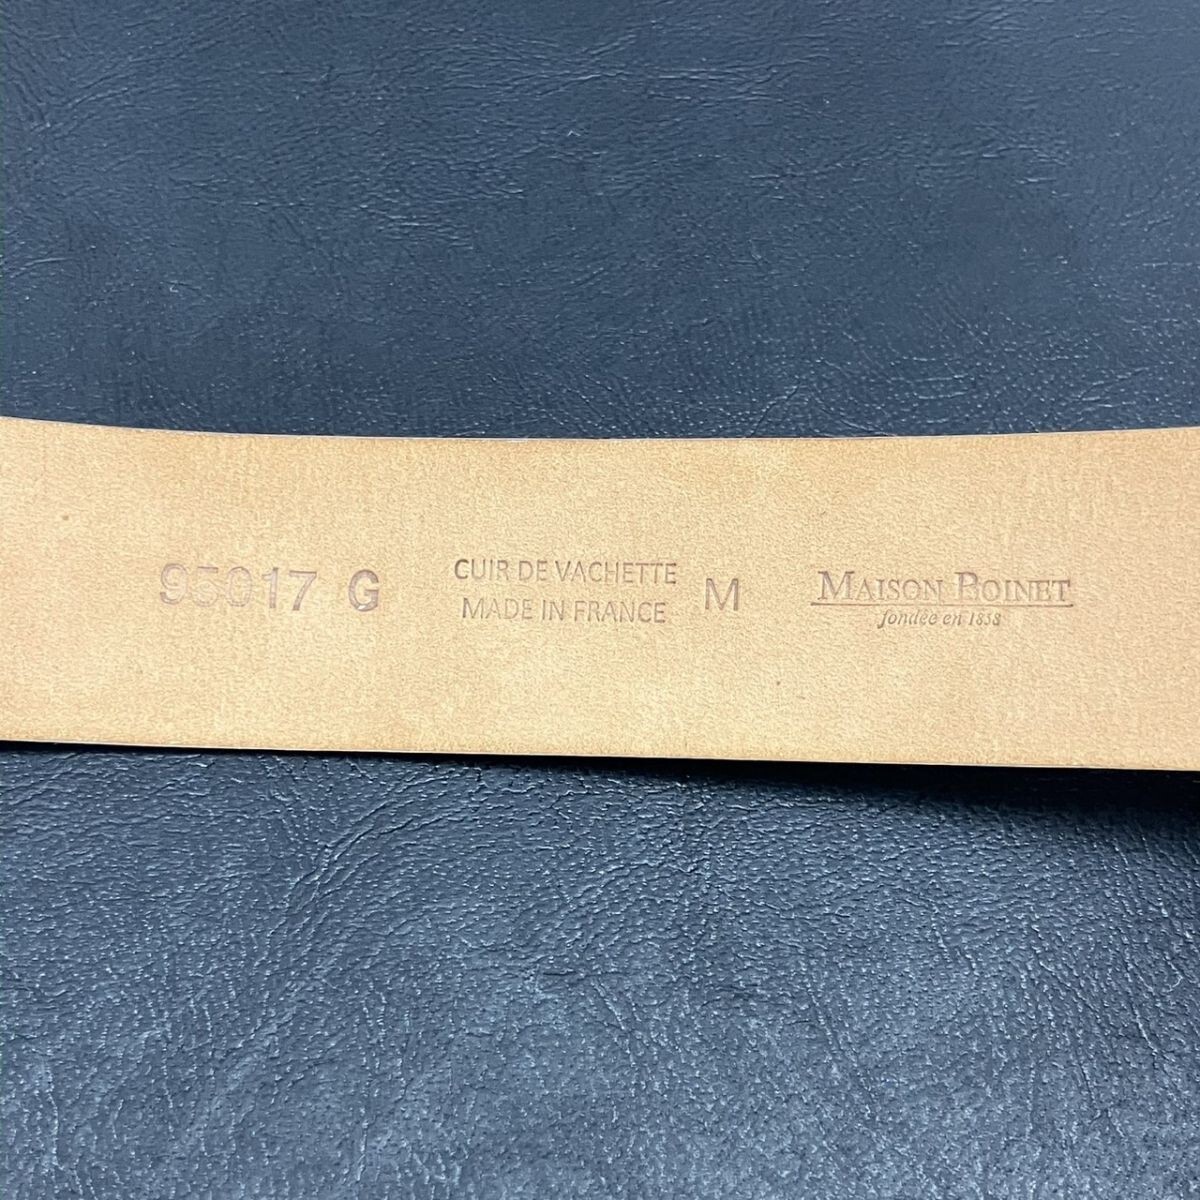 95017 G
CUIR DE VACHETTE
MADE IN FRANCE
M
MAISON BOINET
fondée en 1858